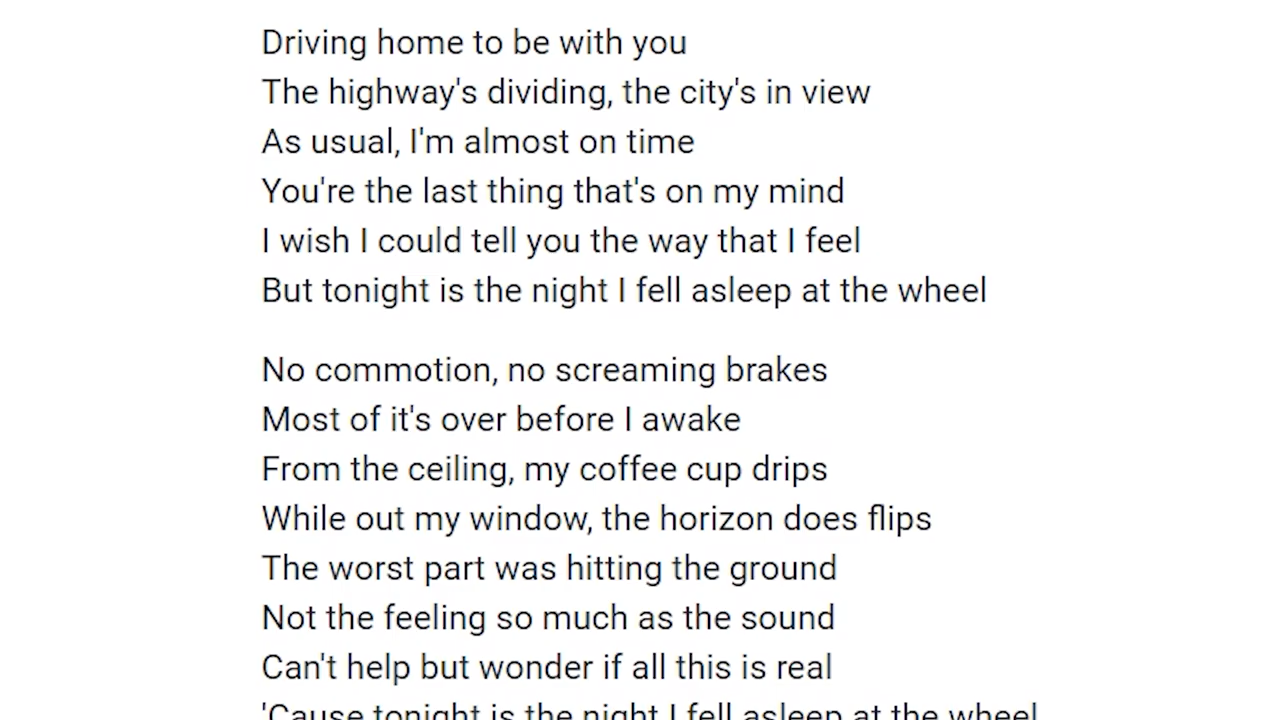 Driving home to be with you
The highway's dividing, the city's in view
As usual, I'm almost on time
You're the last thing that's on my mind
I wish I could tell you the way that I feel
But tonight is the night I fell asleep at the wheel
No commotion, no screaming brakes
Most of it's over before I awake
From the ceiling, my coffee cup drips
While out my window, the horizon does flips
The worst part was hitting the ground
Not the feeling so much as the sound
Can't help but wonder if all this is real
'Cause tonight is the night I fell asleep at the wheel